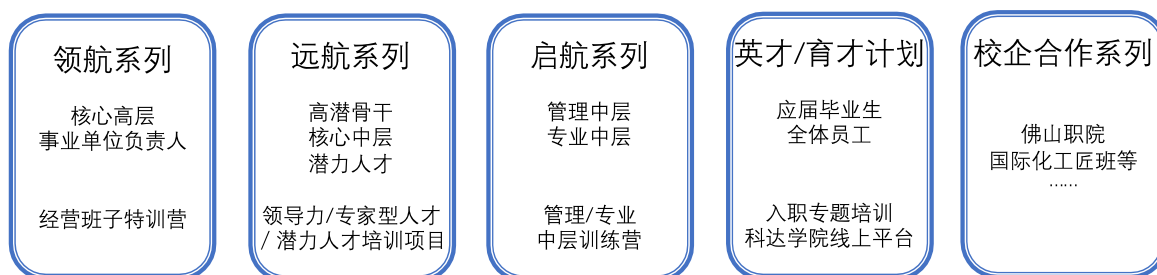 领航系列
核心高层
事业单位负责人
经营班子特训营
远航系列
高潜骨干
核心中层
潜力人才
领导力/专家型人才
/ 潜力人才培训项目
启航系列
管理中层
专业中层
管理/专业
中层训练营
英才/育才计划
应届毕业生
全体员工
入职专题培训
科达学院线上平台
校企合作系列
佛山职院
国际化工匠班等
……